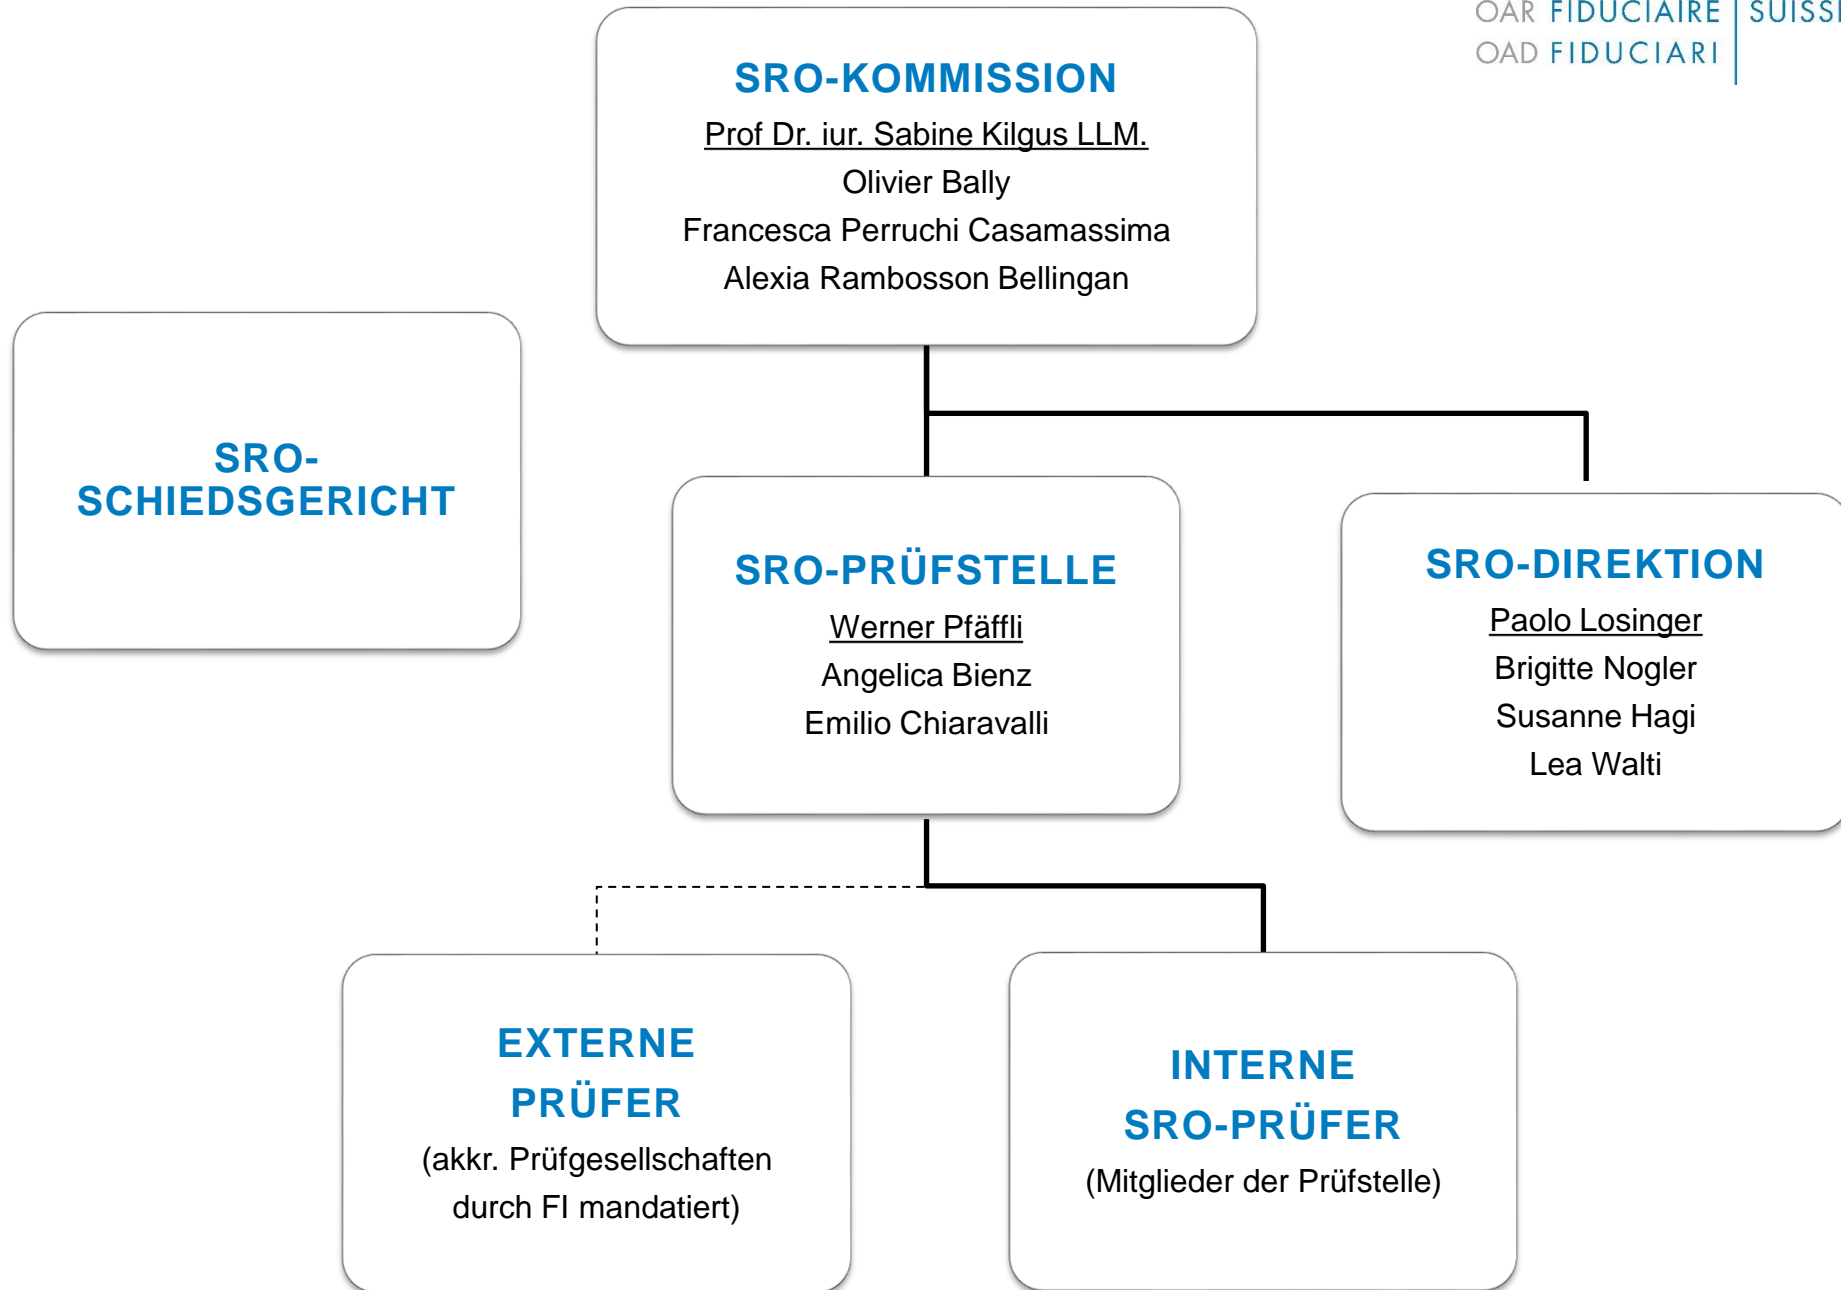 OAR FIDUCIAIRE SUISSE
OAD FIDUCIARI
SRO-KOMMISSION
Prof Dr. iur. Sabine Kilgus LLM.
Olivier Bally
Francesca Perruchi Casamassima
Alexia Rambosson Bellingan
SRO-
SCHIEDSGERICHT
SRO-PRÜFSTELLE
Werner Pfäffli
Angelica Bienz
Emilio Chiaravalli
SRO-DIREKTION
Paolo Losinger
Brigitte Nogler
Susanne Hagi
Lea Walti
EXTERNE
PRÜFER
(akkr. Prüfgesellschaften
durch FI mandatiert)
INTERNE
SRO-PRÜFER
(Mitglieder der Prüfstelle)